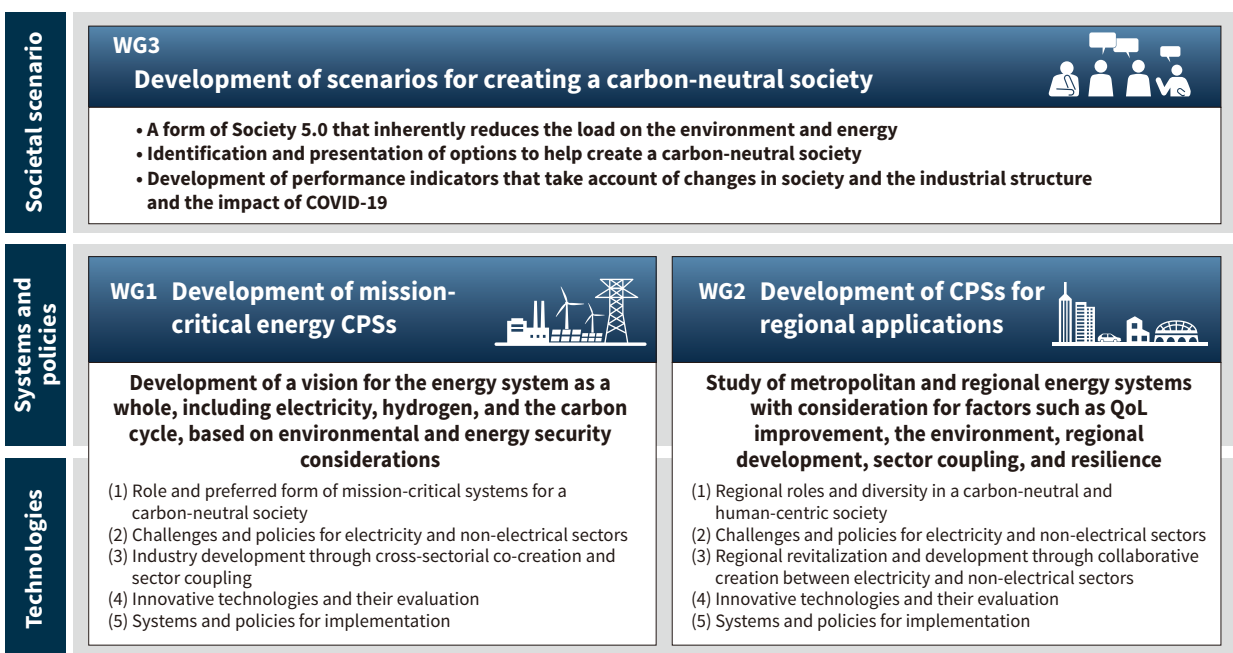 Societal scenario
WG3
Development of scenarios for creating a carbon-neutral society
• A form of Society 5.0 that inherently reduces the load on the environment and energy
• Identification and presentation of options to help create a carbon-neutral society
• Development of performance indicators that take account of changes in society and the industrial structure
and the impact of COVID-19
Systems and
policies
WG1 Development of mission-
critical energy CPSs
Development of a vision for the energy system as a
whole, including electricity, hydrogen, and the carbon
cycle, based on environmental and energy security
considerations
Technologies
(1) Role and preferred form of mission-critical systems for a
carbon-neutral society
(2) Challenges and policies for electricity and non-electrical sectors
(3) Industry development through cross-sectorial co-creation and
sector coupling
(4) Innovative technologies and their evaluation
(5) Systems and policies for implementation
WG2 Development of CPSs for
regional applications
Study of metropolitan and regional energy systems
with consideration for factors such as QoL
improvement, the environment, regional
development, sector coupling, and resilience
(1) Regional roles and diversity in a carbon-neutral and
human-centric society
(2) Challenges and policies for electricity and non-electrical sectors
(3) Regional revitalization and development through collaborative
creation between electricity and non-electrical sectors
(4) Innovative technologies and their evaluation
(5) Systems and policies for implementation